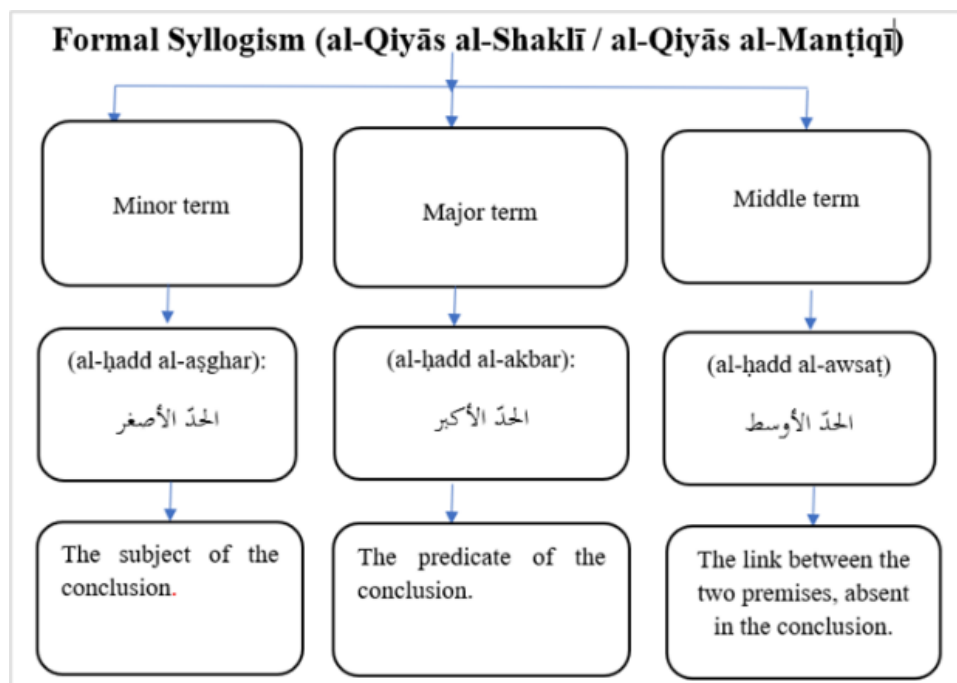 Formal Syllogism (al-Qiyās al-Shaklī / al-Qiyās al-Manṭiqī)
Minor term
Major term
Middle term
(al-ḥadd al-aṣghar):
الحدّ الأصغر
(al-ḥadd al-akbar):
الحدّ الأكبر
(al-ḥadd al-awsaṭ)
الحدّ الأوسط
The subject of the
conclusion.
The predicate of the
conclusion.
The link between the
two premises, absent
in the conclusion.